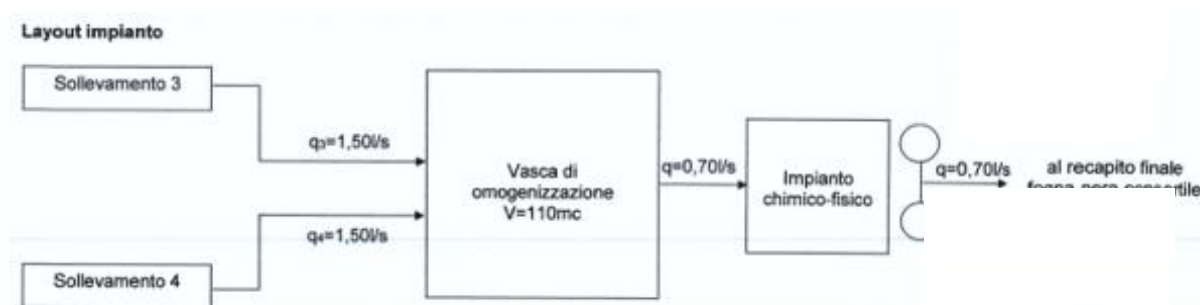 Layout impianto
Sollevamento 3
q3=1,50l/s
Vasca di
omogenizzazione
V=110mc
q=0,70l/s
Impianto
chimico-fisico
q=0,70l/s
al recapito finale
q4=1,50l/s
Sollevamento 4